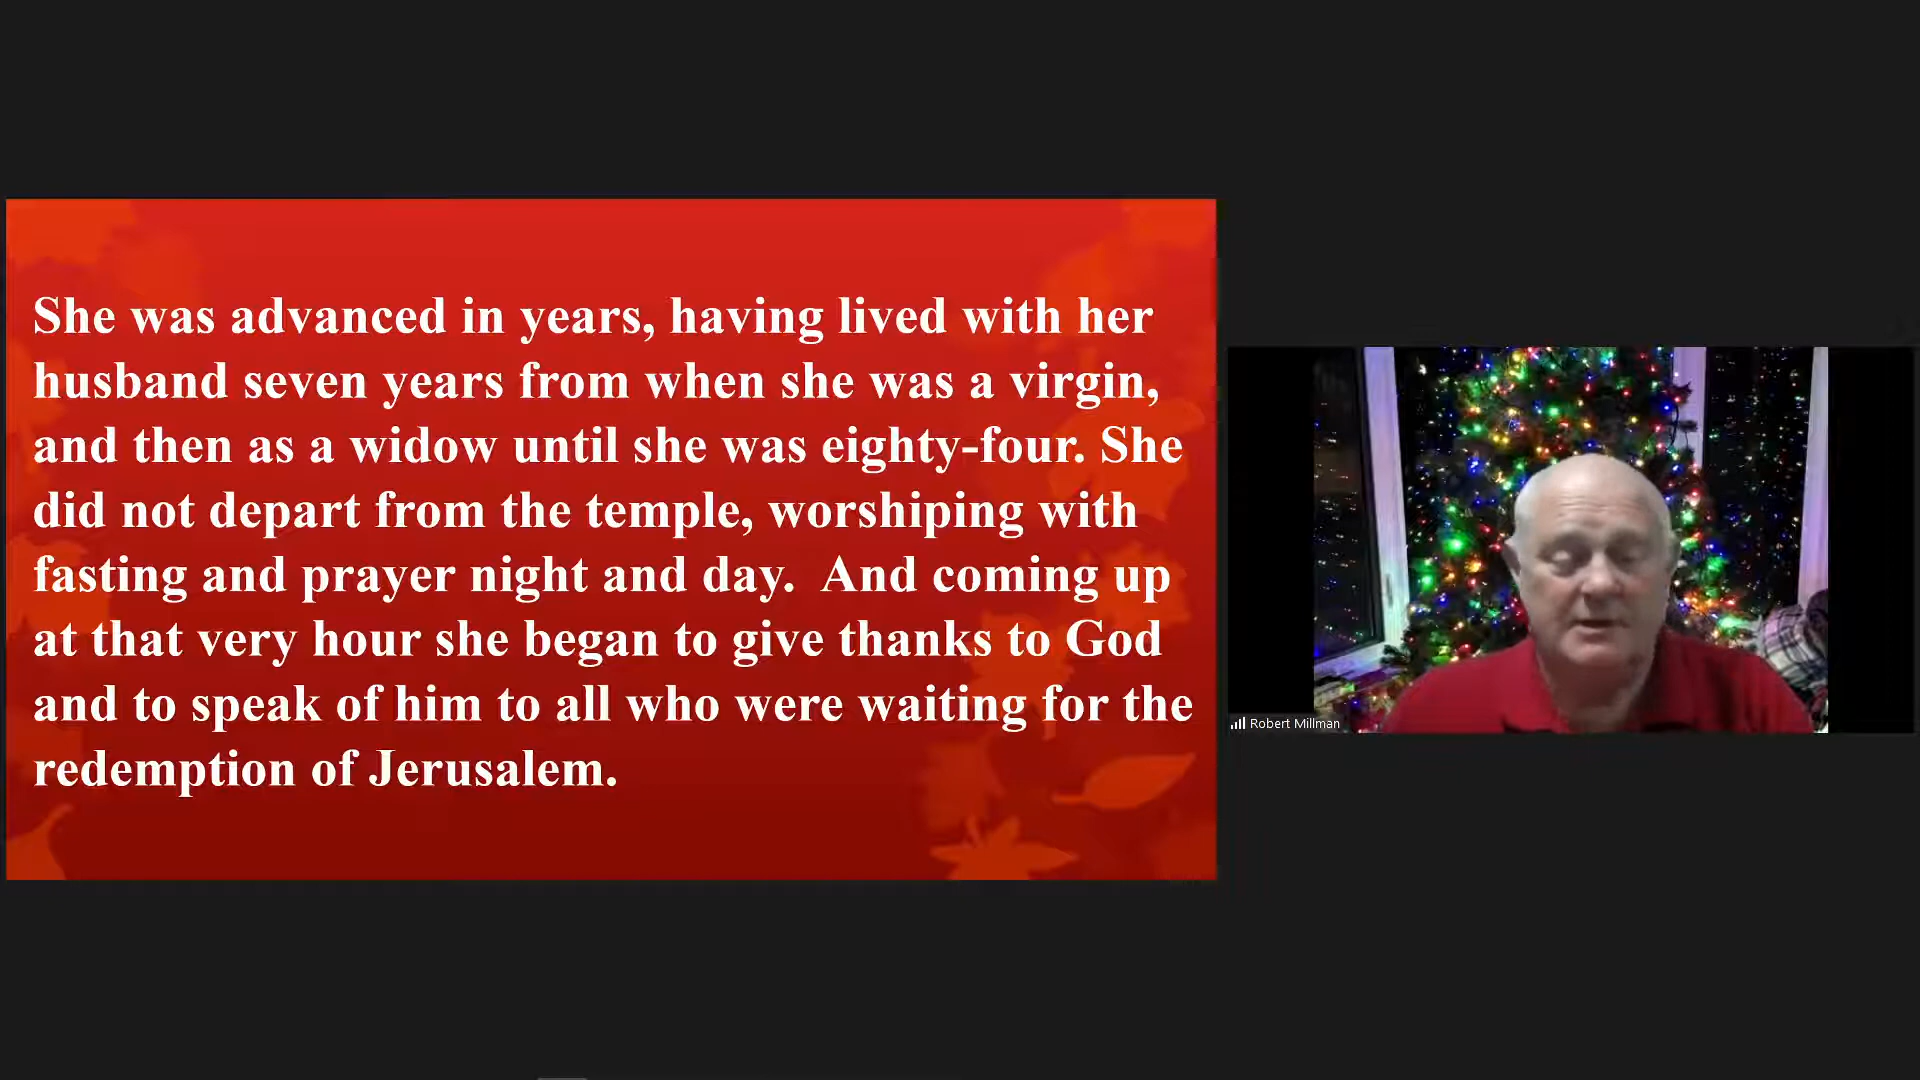 She was advanced in years, having lived with her
husband seven years from when she was a virgin,
and then as a widow until she was eighty-four. She
did not depart from the temple, worshiping with
fasting and prayer night and day.  And coming up
at that very hour she began to give thanks to God
and to speak of him to all who were waiting for the
redemption of Jerusalem.
Robert Millman